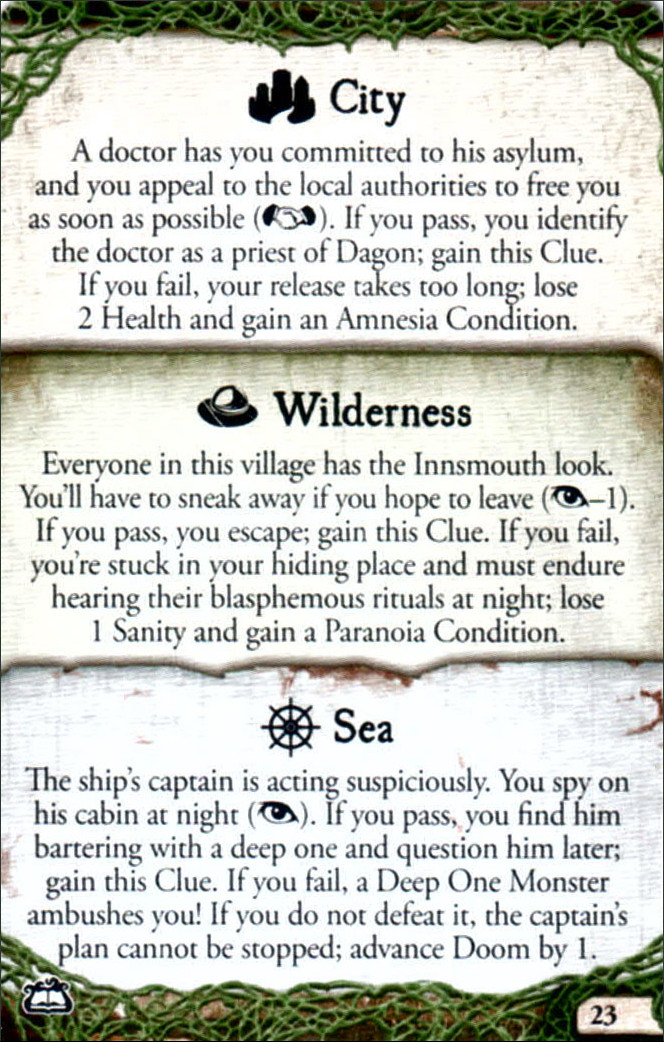 City
A doctor has you committed to his asylum,
and you appeal to the local authorities to free you
as soon as possible ( ). If you pass, you identify
the doctor as a priest of Dagon; gain this Clue.
If you fail, your release takes too long; lose
2 Health and gain an Amnesia Condition.
Wilderness
Everyone in this village has the Innsmouth look.
You'll have to sneak away if you hope to leave ( –1).
If you pass, you escape; gain this Clue. If you fail,
you're stuck in your hiding place and must endure
hearing their blasphemous rituals at night; lose
1 Sanity and gain a Paranoia Condition.
Sea
The ship's captain is acting suspiciously. You spy on
his cabin at night ( ). If you pass, you find him
bartering with a deep one and question him later;
gain this Clue. If you fail, a Deep One Monster
ambushes you! If you do not defeat it, the captain's
plan cannot be stopped; advance Doom by 1.
23